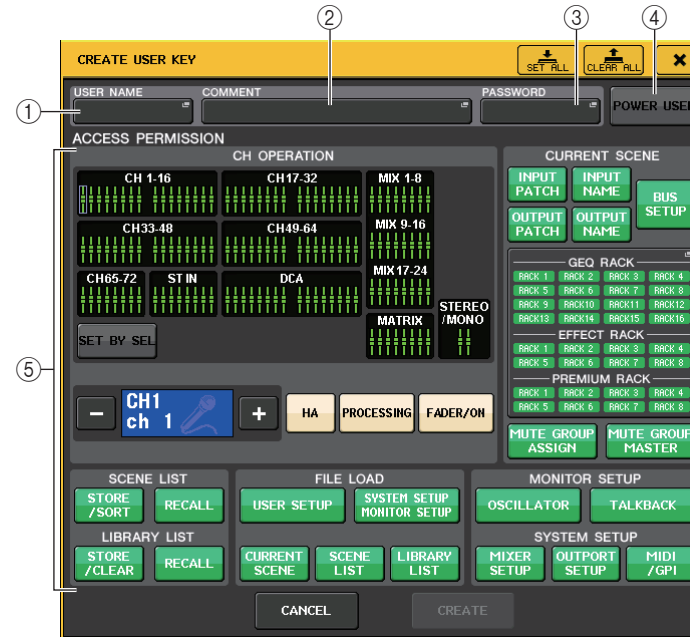 ② ③ ④
CREATE USER KEY
SET ALL
CLEAR ALL
①
USER NAME
COMMENT
PASSWORD
POWER USER
ACCESS PERMISSION
⑤
CH OPERATION
CH 1-16
CH17-32
MIX 1-8
CH33-48
CH49-64
MIX 9-16
CH65-72
ST IN
DCA
MIX17-24
STEREO
/MONO
MATRIX
SET BY SEL
CH1
ch 1
− +
HA
PROCESSING
FADER/ON
CURRENT SCENE
INPUT
PATCH
INPUT
NAME
BUS
SETUP
OUTPUT
PATCH
OUTPUT
NAME
GEQ RACK
RACK 1 RACK 2 RACK 3 RACK 4
RACK 5 RACK 6 RACK 7 RACK 8
RACK 9 RACK10 RACK11 RACK12
RACK13 RACK14 RACK15 RACK16
EFFECT RACK
RACK 1 RACK 2 RACK 3 RACK 4
RACK 5 RACK 6 RACK 7 RACK 8
PREMIUM RACK
RACK 1 RACK 2 RACK 3 RACK 4
RACK 5 RACK 6 RACK 7 RACK 8
MUTE GROUP
ASSIGN
MUTE GROUP
MASTER
SCENE LIST
STORE
/SORT
RECALL
LIBRARY LIST
STORE
/CLEAR
RECALL
FILE LOAD
USER SETUP
SYSTEM SETUP
MONITOR SETUP
CURRENT
SCENE
SCENE
LIST
LIBRARY
LIST
MONITOR SETUP
OSCILLATOR
TALKBACK
SYSTEM SETUP
MIXER
SETUP
OUTPORT
SETUP
MIDI
/GPI
CANCEL
CREATE